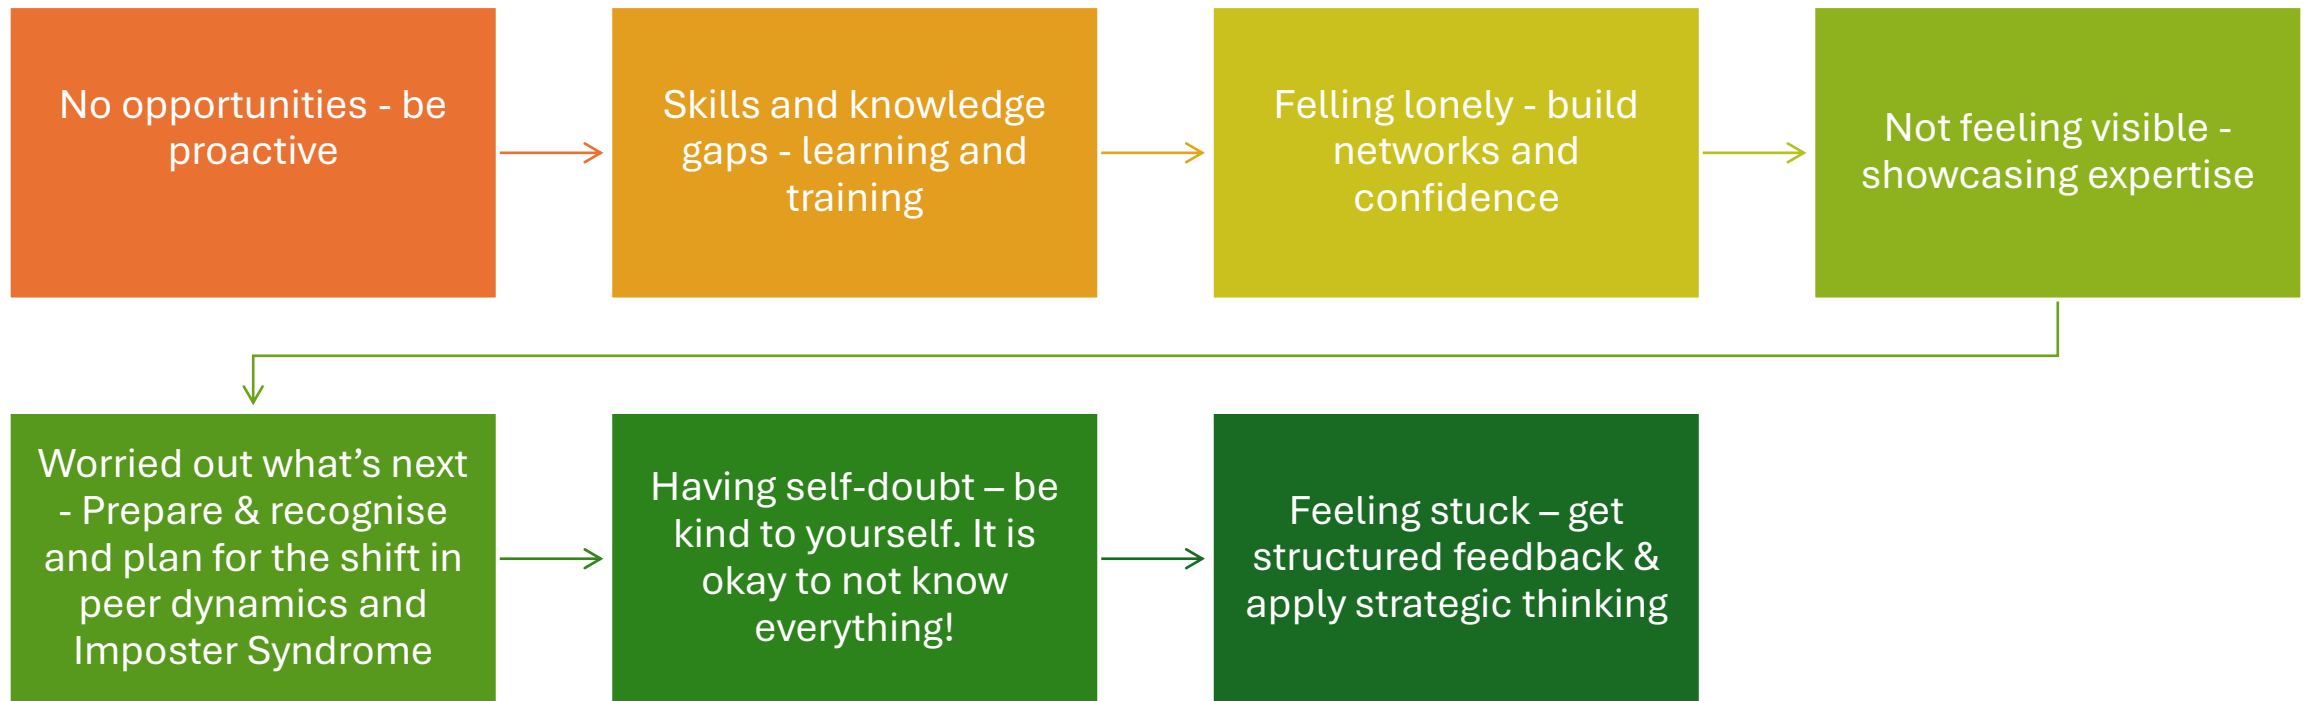 No opportunities - be
proactive
Skills and knowledge
gaps - learning and
training
Felling lonely - build
networks and
confidence
Not feeling visible -
showcasing expertise
Worried out what’s next
- Prepare & recognise
and plan for the shift in
peer dynamics and
Imposter Syndrome
Having self-doubt – be
kind to yourself. It is
okay to not know
everything!
Feeling stuck – get
structured feedback &
apply strategic thinking